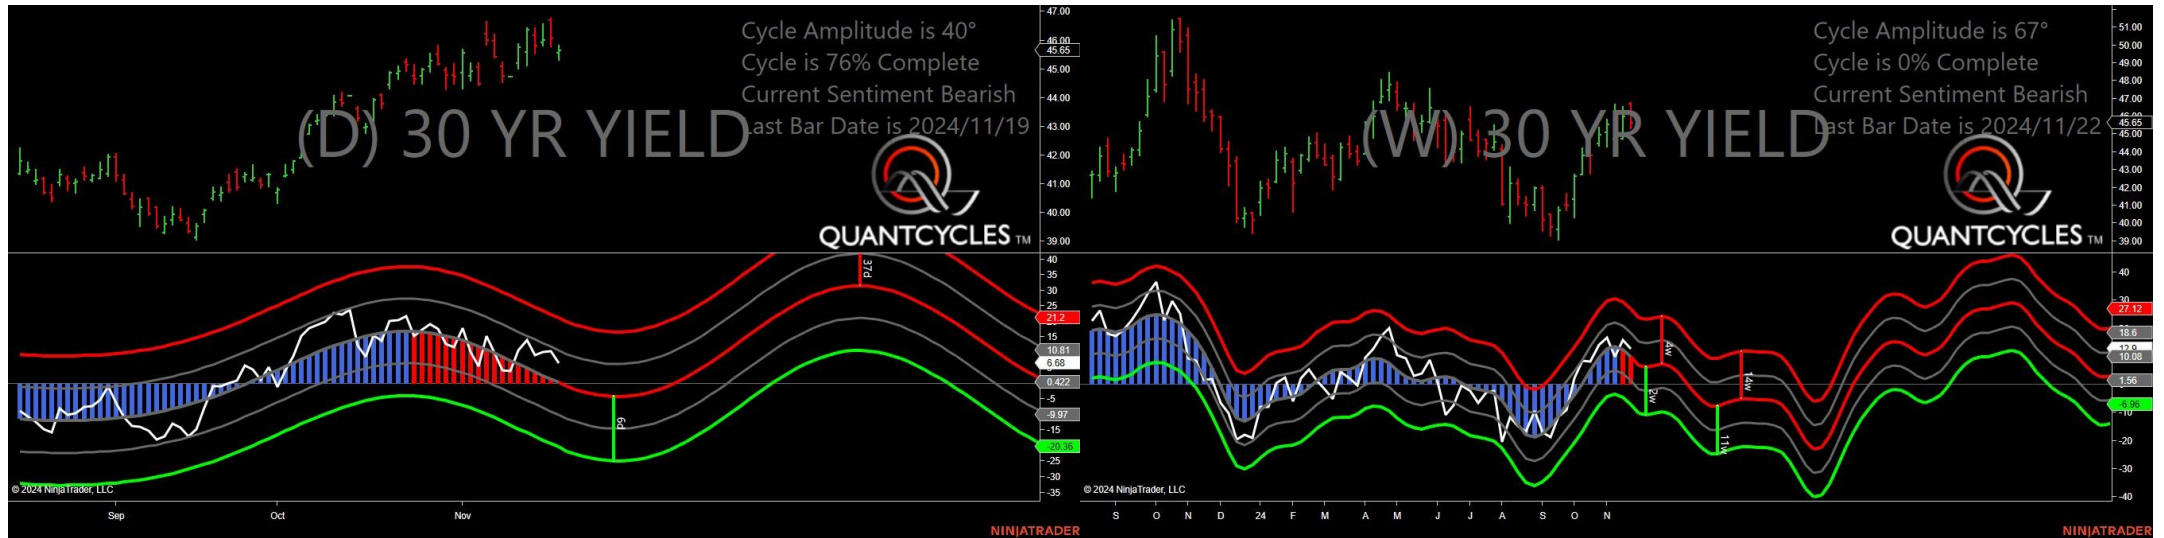 Cycle Amplitude is 40°
Cycle is 76% Complete
Current Sentiment Bearish
Last Bar Date is 2024/11/19
(D) 30 YR YIELD
QUANTCYCLES TM
47.00
46.00
45.65
45.00
44.00
43.00
42.00
41.00
40.00
39.00
37d
6d
40
35
30
25
21.2
15
10.81
6.68
0.422
-5
-9.97
-15
-20.36
-25
-30
-35
© 2024 NinjaTrader, LLC
Sep Oct Nov
NINJATRADER
Cycle Amplitude is 67°
Cycle is 0% Complete
Current Sentiment Bearish
Last Bar Date is 2024/11/22
(W) 30 YR YIELD
QUANTCYCLES TM
51.00
50.00
49.00
48.00
47.00
45.65
45.00
44.00
43.00
42.00
41.00
40.00
39.00
4w
2w
14w
11w
40
30
27.12
18.6
12.9
10.08
1.56
-6.96
-10
-20
-30
-40
© 2024 NinjaTrader, LLC
S O N D 24 F M A M J J A S O N
NINJATRADER